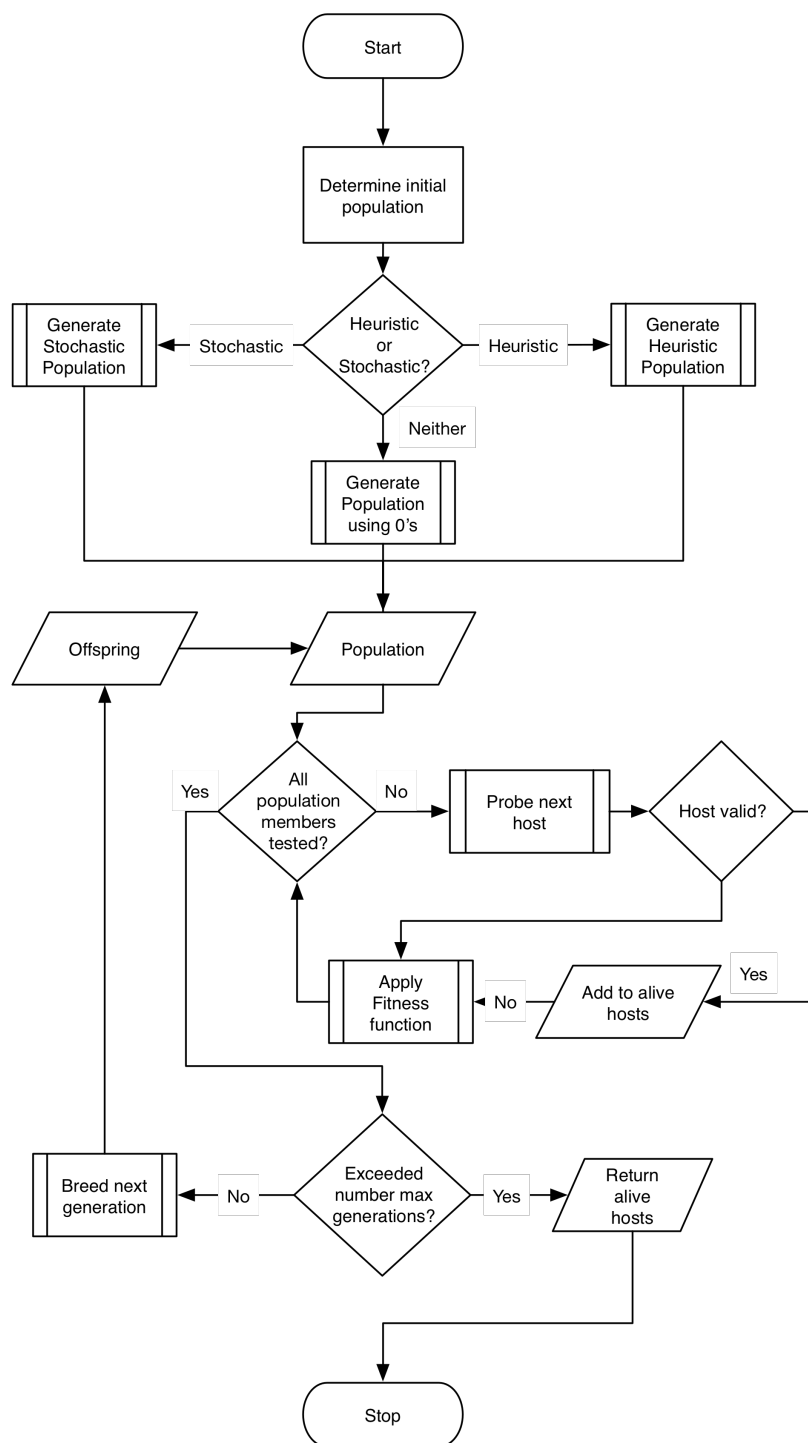 Start
Determine initial
population
Generate
Stochastic
Population
Stochastic
Heuristic
or
Stochastic?
Heuristic
Generate
Heuristic
Population
Neither
Generate
Population
using 0's
Offspring
Population
Yes
All
population
members
tested?
No
Probe next
host
Host valid?
Apply
Fitness
function
No
Add to alive
hosts
Yes
Breed next
generation
No
Exceeded
number max
generations?
Yes
Return
alive
hosts
Stop